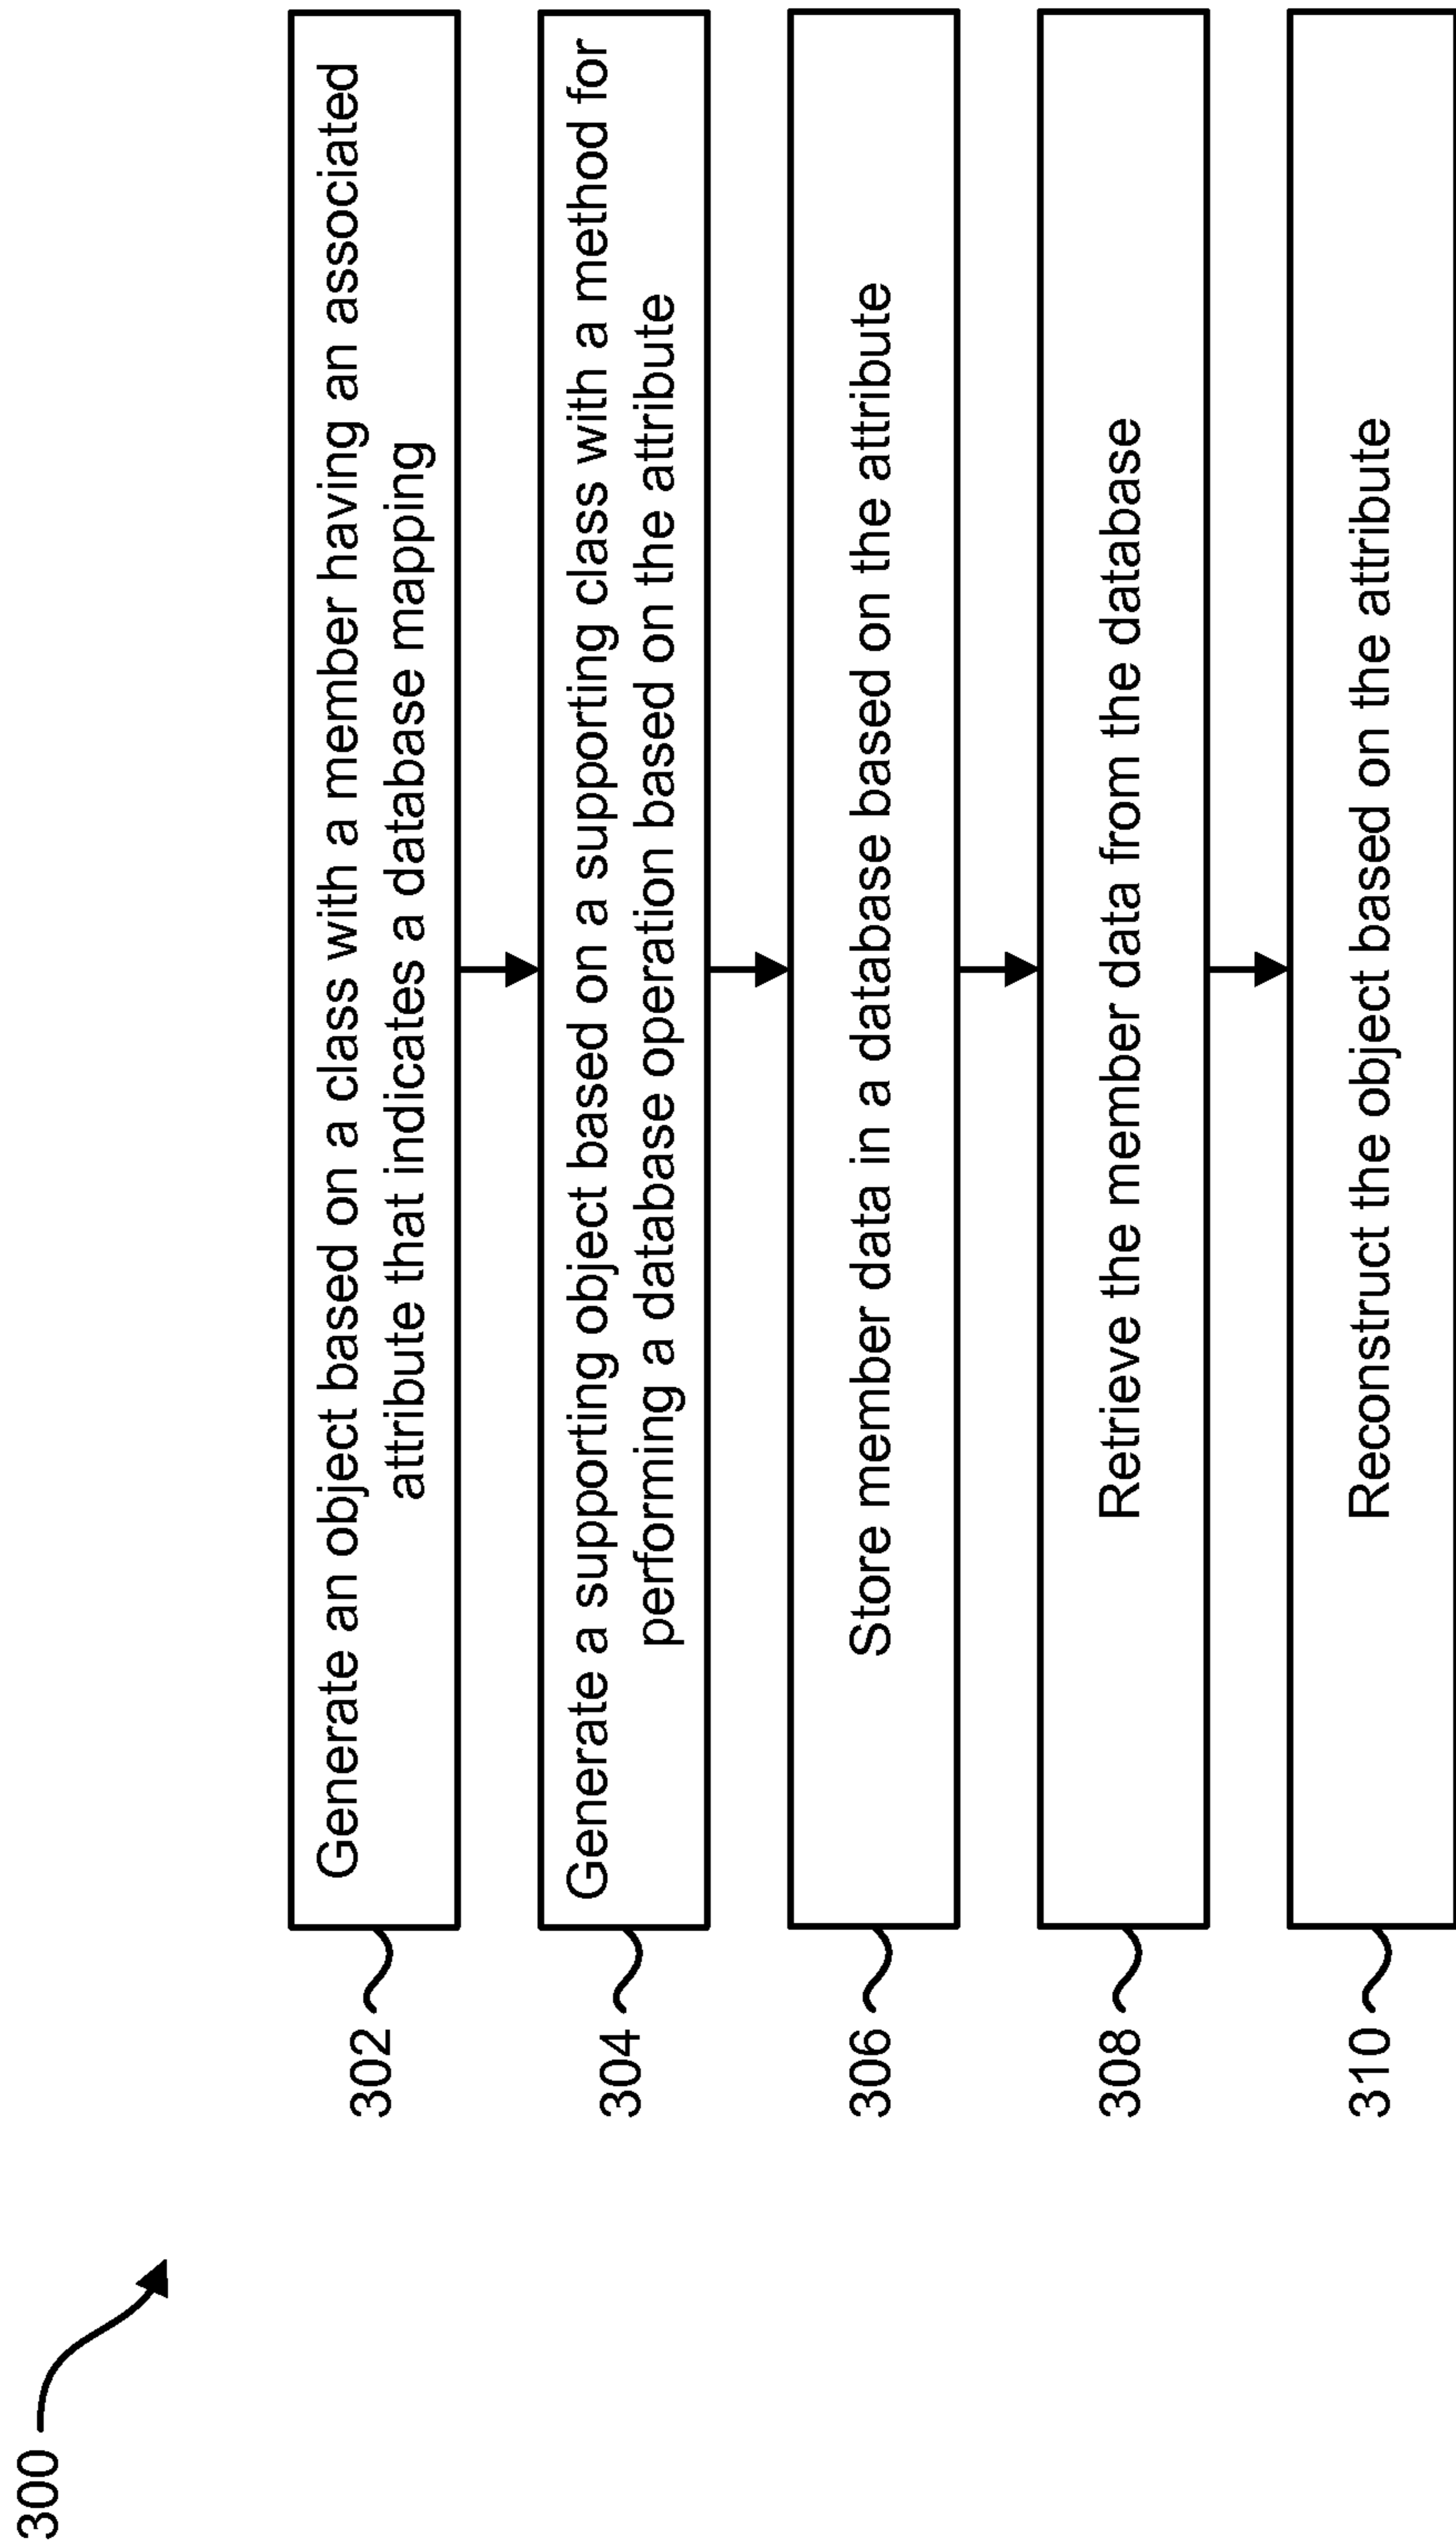 300
302
Generate an object based on a class with a member having an associated
attribute that indicates a database mapping
304
Generate a supporting object based on a supporting class with a method for
performing a database operation based on the attribute
306
Store member data in a database based on the attribute
308
Retrieve the member data from the database
310
Reconstruct the object based on the attribute